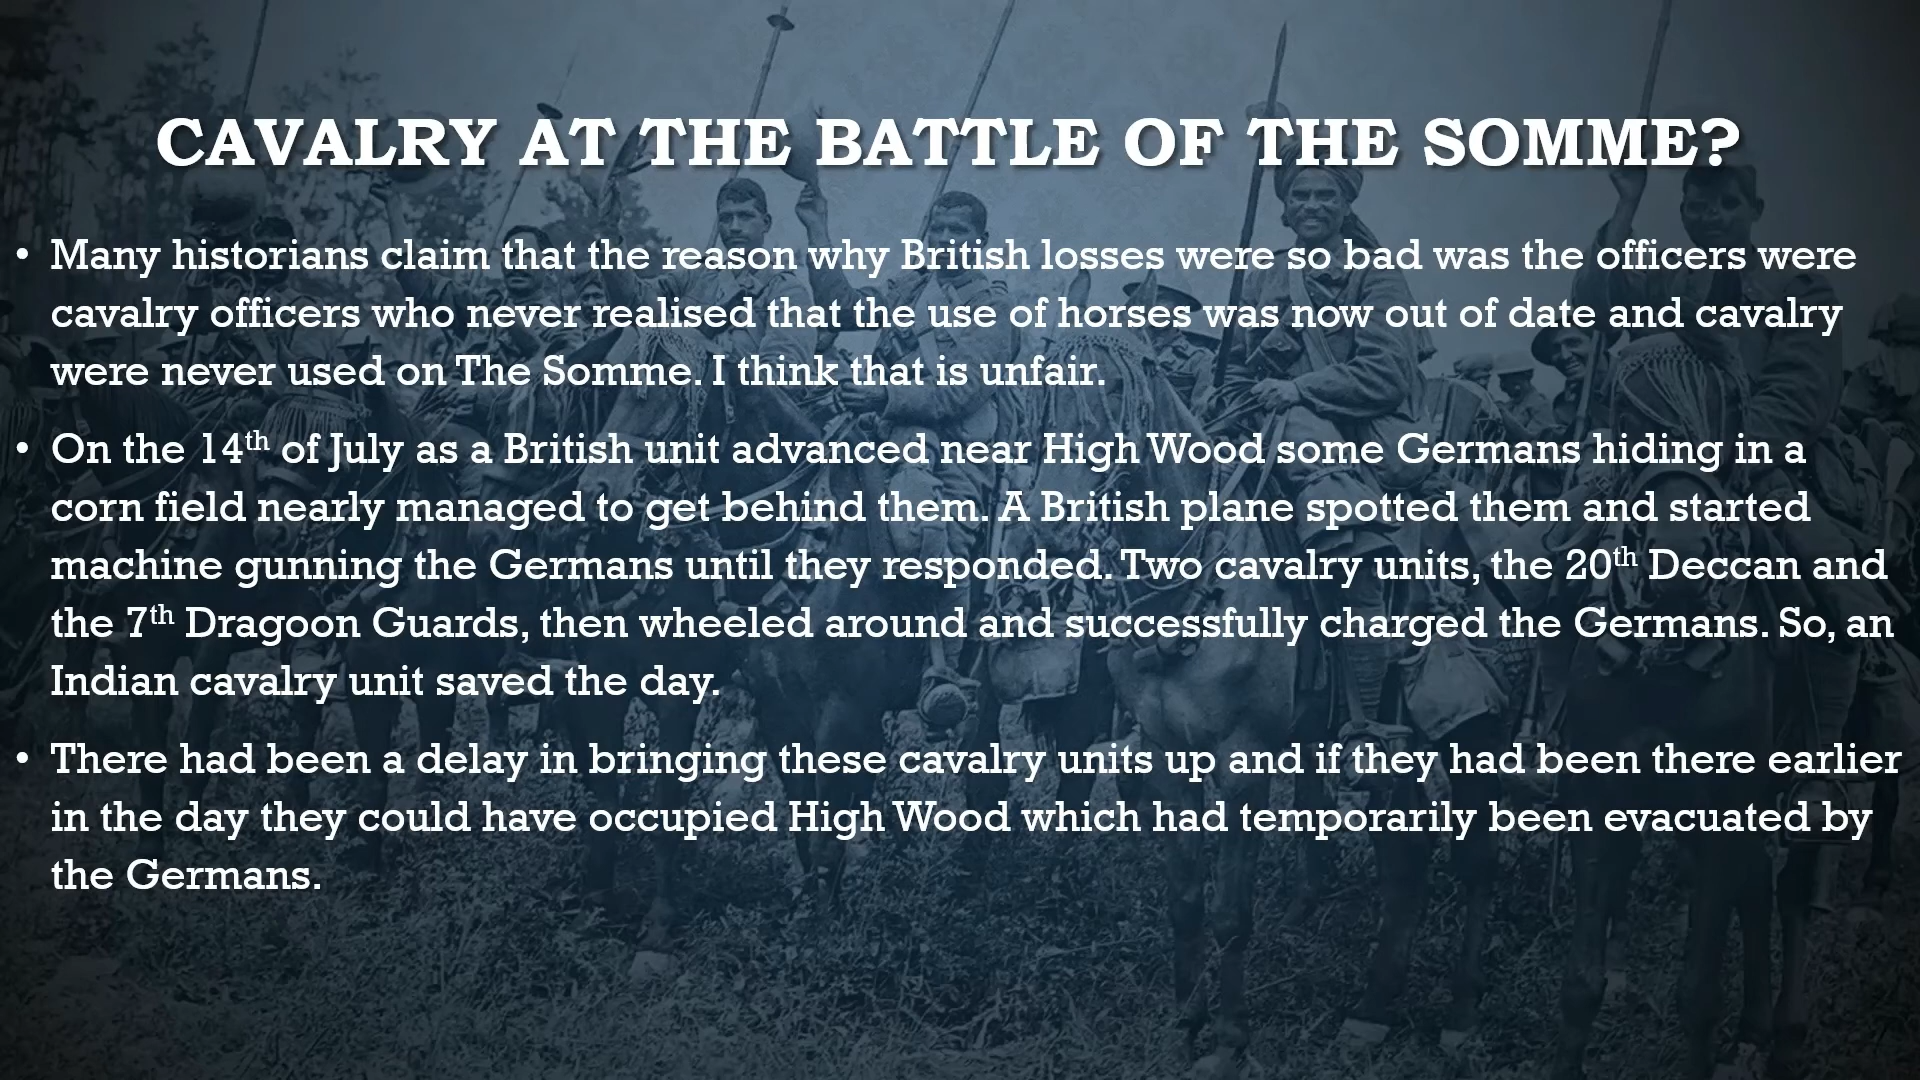 CAVALRY AT THE BATTLE OF THE SOMME?
• Many historians claim that the reason why British losses were so bad was the officers were
cavalry officers who never realised that the use of horses was now out of date and cavalry
were never used on The Somme. I think that is unfair.
• On the 14th of July as a British unit advanced near High Wood some Germans hiding in a
corn field nearly managed to get behind them. A British plane spotted them and started
machine gunning the Germans until they responded. Two cavalry units, the 20th Deccan and
the 7th Dragoon Guards, then wheeled around and successfully charged the Germans. So, an
Indian cavalry unit saved the day.
• There had been a delay in bringing these cavalry units up and if they had been there earlier
in the day they could have occupied High Wood which had temporarily been evacuated by
the Germans.